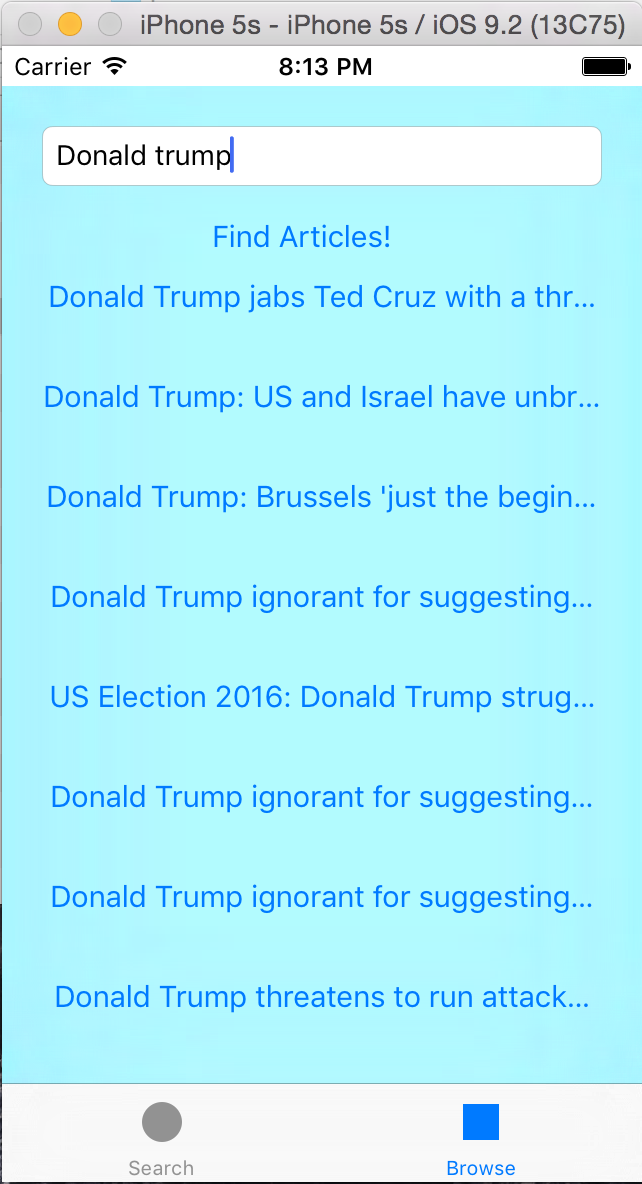 iPhone 5s - iPhone 5s / iOS 9.2 (13C75)
Carrier 8:13 PM
Donald trump
Find Articles!
Donald Trump jabs Ted Cruz with a thr...
Donald Trump: US and Israel have unbr...
Donald Trump: Brussels 'just the begin...
Donald Trump ignorant for suggesting...
US Election 2016: Donald Trump strug...
Donald Trump ignorant for suggesting...
Donald Trump ignorant for suggesting...
Donald Trump threatens to run attack...
Search Browse